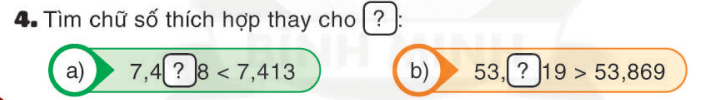 4. Tìm chữ số thích hợp thay cho ? :
a) 7,4 ? 8 < 7,413 b) 53, ? 19 > 53,869